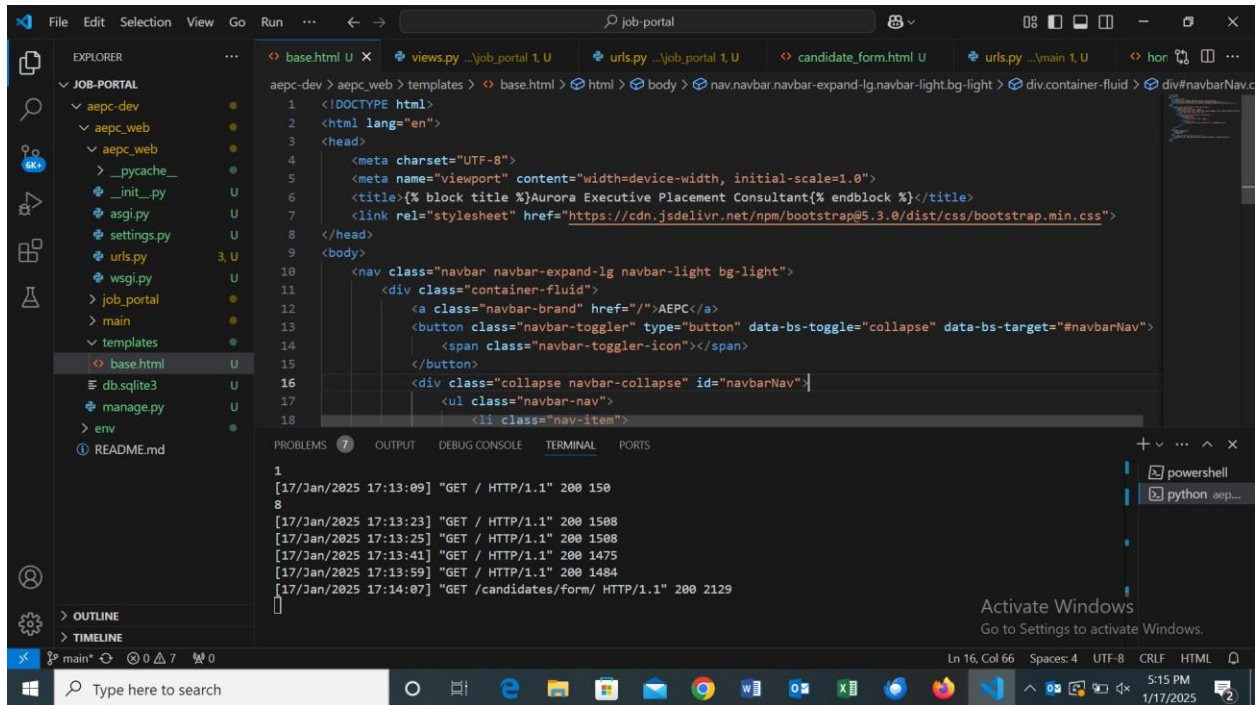 File Edit Selection View Go Run ··· job-portal
EXPLORER ···
JOB-PORTAL
aepc-dev
aepc_web
aepc_web
__pycache__
__init__.py U
asgi.py U
settings.py U
urls.py 3, U
wsgi.py U
job_portal
main
templates
base.html U
db.sqlite3 U
manage.py U
env
README.md
OUTLINE
TIMELINE
6K+
base.html U views.py ...\job_portal 1, U urls.py ...\job_portal 1, U candidate_form.html U urls.py ...\main 1, U hor
aepc-dev > aepc_web > templates > base.html > html > body > nav.navbar.navbar-expand-lg.navbar-light.bg-light > div.container-fluid > div#navbarNav.c
1 <!DOCTYPE html>
2 <html lang="en">
3 <head>
4 <meta charset="UTF-8">
5 <meta name="viewport" content="width=device-width, initial-scale=1.0">
6 <title>{% block title %}Aurora Executive Placement Consultant{% endblock %}</title>
7 <link rel="stylesheet" href="https://cdn.jsdelivr.net/npm/bootstrap@5.3.0/dist/css/bootstrap.min.css">
8 </head>
9 <body>
10 <nav class="navbar navbar-expand-lg navbar-light bg-light">
11 <div class="container-fluid">
12 <a class="navbar-brand" href="/">AEPC</a>
13 <button class="navbar-toggler" type="button" data-bs-toggle="collapse" data-bs-target="#navbarNav">
14 <span class="navbar-toggler-icon"></span>
15 </button>
16 <div class="collapse navbar-collapse" id="navbarNav">
17 <ul class="navbar-nav">
18 <li class="nav-item">
PROBLEMS 7 OUTPUT DEBUG CONSOLE TERMINAL PORTS
1
[17/Jan/2025 17:13:09] "GET / HTTP/1.1" 200 150
8
[17/Jan/2025 17:13:23] "GET / HTTP/1.1" 200 1508
[17/Jan/2025 17:13:25] "GET / HTTP/1.1" 200 1508
[17/Jan/2025 17:13:41] "GET / HTTP/1.1" 200 1475
[17/Jan/2025 17:13:59] "GET / HTTP/1.1" 200 1484
[17/Jan/2025 17:14:07] "GET /candidates/form/ HTTP/1.1" 200 2129
powershell
python aep...
Activate Windows
Go to Settings to activate Windows.
main* 0 7 0 Ln 16, Col 66 Spaces: 4 UTF-8 CRLF HTML
Type here to search
5:15 PM
1/17/2025
2